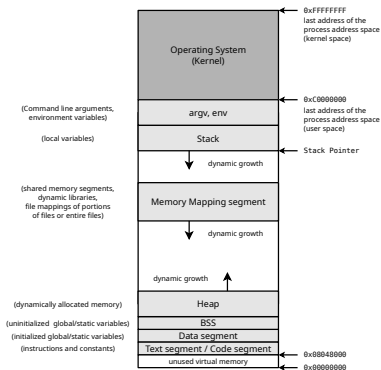 0xFFFFFFFF
last address of the
process address space
(kernel space)
Operating System
(Kernel)
0xC0000000
last address of the
process address space
(user space)
(Command line arguments,
environment variables)
argv, env
(local variables)
Stack
Stack Pointer
dynamic growth
(shared memory segments,
dynamic libraries,
file mappings of portions
of files or entire files)
Memory Mapping segment
dynamic growth
dynamic growth
(dynamically allocated memory)
Heap
(uninitialized global/static variables)
BSS
(initialized global/static variables)
Data segment
(instructions and constants)
Text segment / Code segment
0x08048000
unused virtual memory
0x00000000